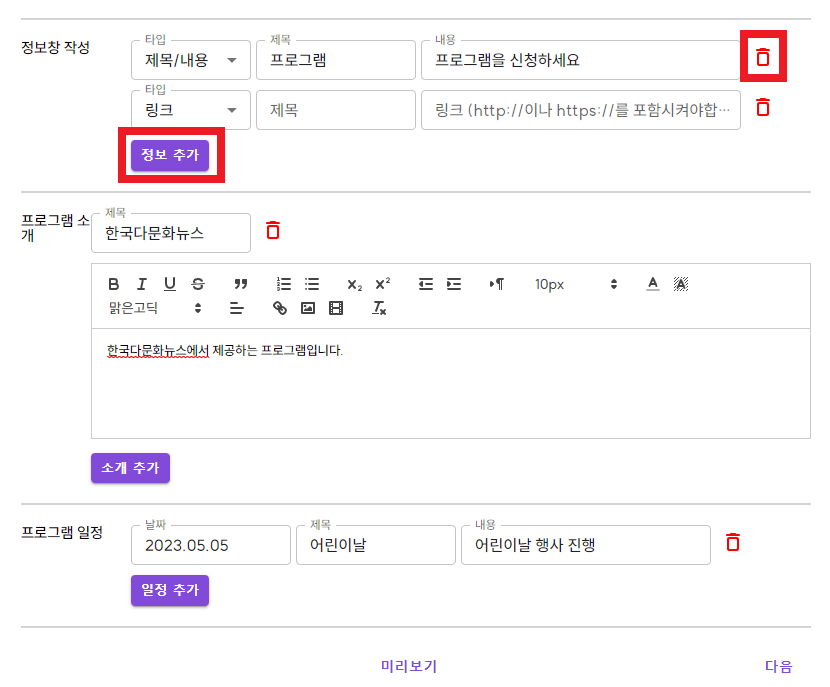 정보창 작성
타입
제목/내용
제목
프로그램
내용
프로그램을 신청하세요
타입
링크
제목
링크 (http://이나 https://를 포함시켜야합···
정보 추가
프로그램 소
개
제목
한국다문화뉴스
B I U S ” x₂ x² ¶ 10px A A
맑은고딕 Tx
한국다문화뉴스에서 제공하는 프로그램입니다.
소개 추가
프로그램 일정
날짜
2023.05.05
제목
어린이날
내용
어린이날 행사 진행
일정 추가
미리보기
다음